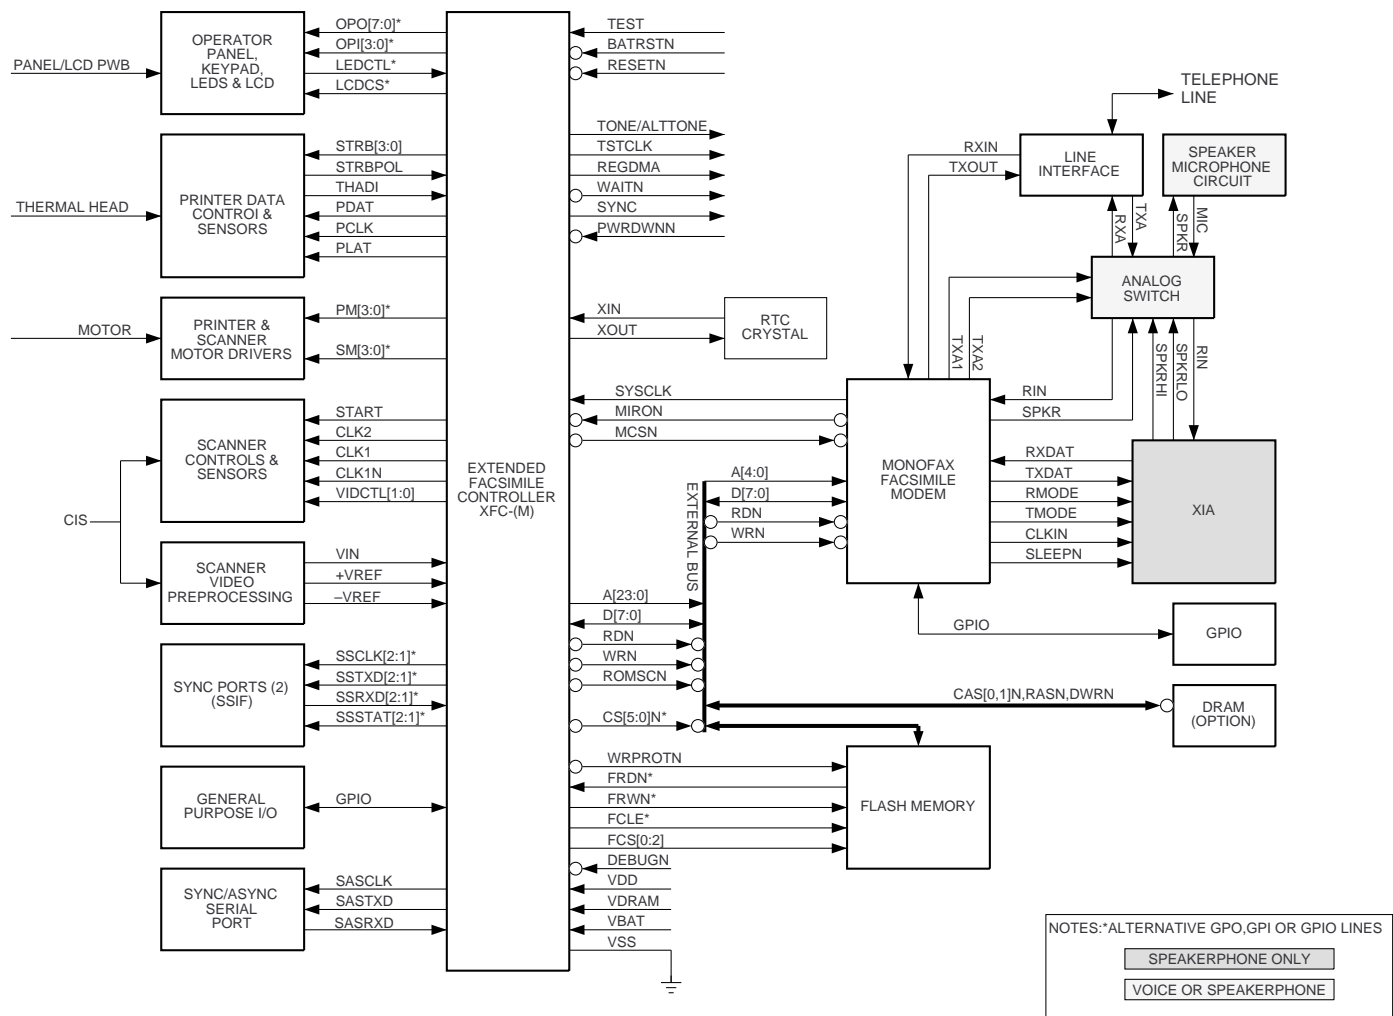 PANEL/LCD PWB
OPERATOR
PANEL,
KEYPAD,
LEDS & LCD
OPO[7:0]*
OPI[3:0]*
LEDCTL*
LCDCS*
THERMAL HEAD
PRINTER DATA
CONTROI &
SENSORS
STRB[3:0]
STRBPOL
THADI
PDAT
PCLK
PLAT
MOTOR
PRINTER &
SCANNER
MOTOR DRIVERS
PM[3:0]*
SM[3:0]*
CIS
SCANNER
CONTROLS &
SENSORS
START
CLK2
CLK1
CLK1N
VIDCTL[1:0]
SCANNER
VIDEO
PREPROCESSING
VIN
+VREF
–VREF
SYNC PORTS (2)
(SSIF)
SSCLK[2:1]*
SSTXD[2:1]*
SSRXD[2:1]*
SSSTAT[2:1]*
GENERAL
PURPOSE I/O
GPIO
SYNC/ASYNC
SERIAL
PORT
SASCLK
SASTXD
SASRXD
EXTENDED
FACSIMILE
CONTROLLER
XFC-(M)
TEST
BATRSTN
RESETN
TONE/ALTTONE
TSTCLK
REGDMA
WAITN
SYNC
PWRDWNN
XIN
XOUT
RTC
CRYSTAL
SYSCLK
MIRON
MCSN
A[4:0]
D[7:0]
RDN
WRN
EXTERNAL BUS
A[23:0]
D[7:0]
RDN
WRN
ROMSCN
CS[5:0]N*
WRPROTN
FRDN*
FRWN*
FCLE*
FCS[0:2]
DEBUGN
VDD
VDRAM
VBAT
VSS
TELEPHONE
LINE
LINE
INTERFACE
RXIN
TXOUT
SPEAKER
MICROPHONE
CIRCUIT
RXA
TXA
SPKR
MIC
ANALOG
SWITCH
TXA1
TXA2
SPKRHI
SPKRLO
RIN
MONOFAX
FACSIMILE
MODEM
RIN
SPKR
RXDAT
TXDAT
RMODE
TMODE
CLKIN
SLEEPN
XIA
GPIO
GPIO
CAS[0,1]N,RASN,DWRN
DRAM
(OPTION)
FLASH MEMORY
NOTES:*ALTERNATIVE GPO,GPI OR GPIO LINES
SPEAKERPHONE ONLY
VOICE OR SPEAKERPHONE